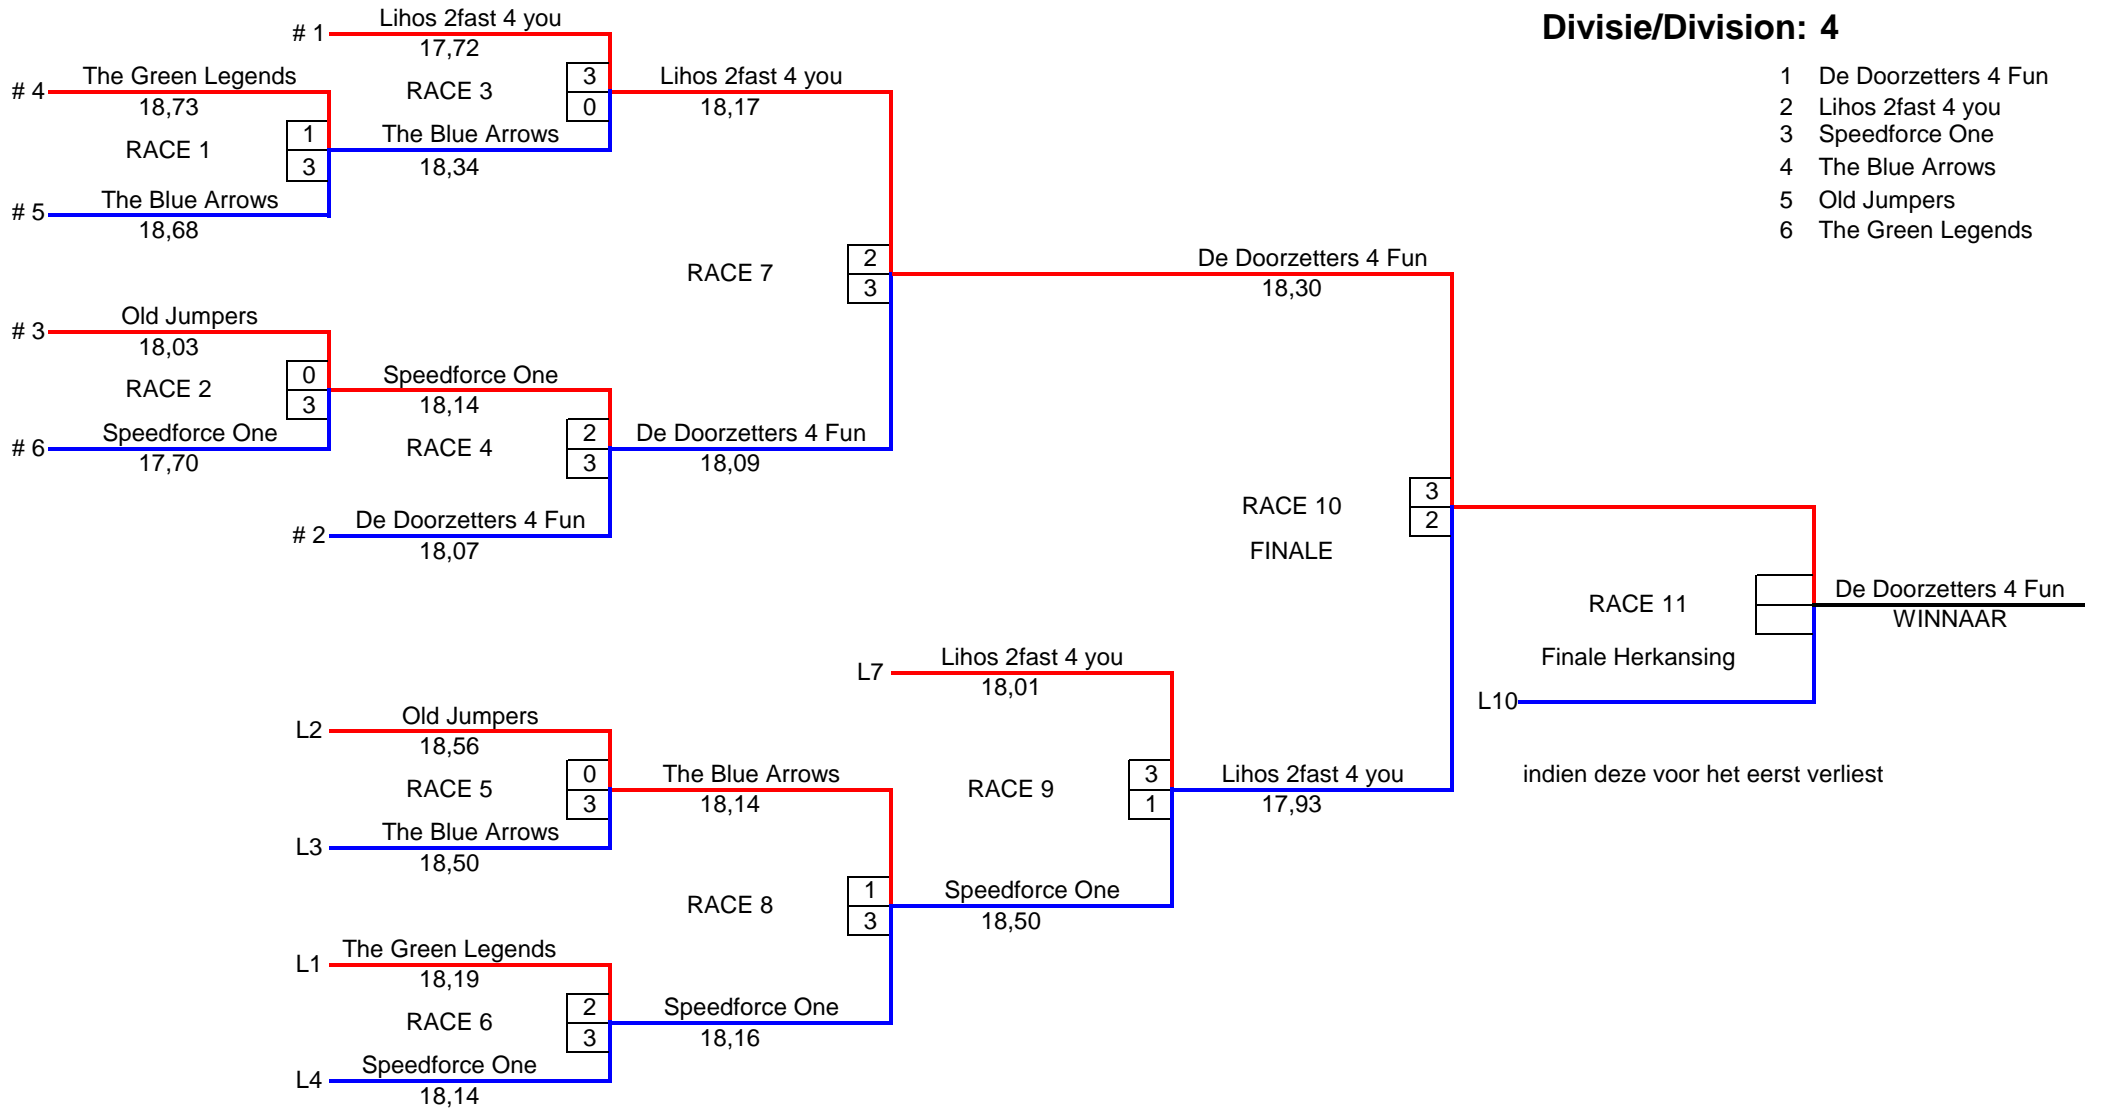 Divisie/Division: 4
1 De Doorzetters 4 Fun
2 Lihos 2fast 4 you
3 Speedforce One
4 The Blue Arrows
5 Old Jumpers
6 The Green Legends
# 1
Lihos 2fast 4 you
17,72
RACE 3
3
0
# 4
The Green Legends
18,73
RACE 1
1
3
The Blue Arrows
18,34
# 5
The Blue Arrows
18,68
Lihos 2fast 4 you
18,17
RACE 7
2
3
# 3
Old Jumpers
18,03
RACE 2
0
3
# 6
Speedforce One
17,70
Speedforce One
18,14
RACE 4
2
3
# 2
De Doorzetters 4 Fun
18,07
De Doorzetters 4 Fun
18,09
De Doorzetters 4 Fun
18,30
RACE 10
3
2
FINALE
RACE 11
De Doorzetters 4 Fun
WINNAAR
Finale Herkansing
L10
indien deze voor het eerst verliest
L7
Lihos 2fast 4 you
18,01
RACE 9
3
1
Lihos 2fast 4 you
17,93
L2
Old Jumpers
18,56
RACE 5
0
3
L3
The Blue Arrows
18,50
The Blue Arrows
18,14
RACE 8
1
3
Speedforce One
18,50
L1
The Green Legends
18,19
RACE 6
2
3
L4
Speedforce One
18,14
Speedforce One
18,16